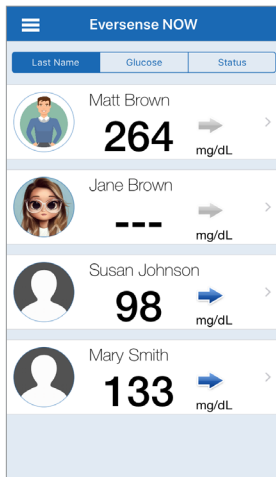 Eversense NOW
Last Name Glucose Status
Matt Brown
264
mg/dL
Jane Brown
---
mg/dL
Susan Johnson
98
mg/dL
Mary Smith
133
mg/dL